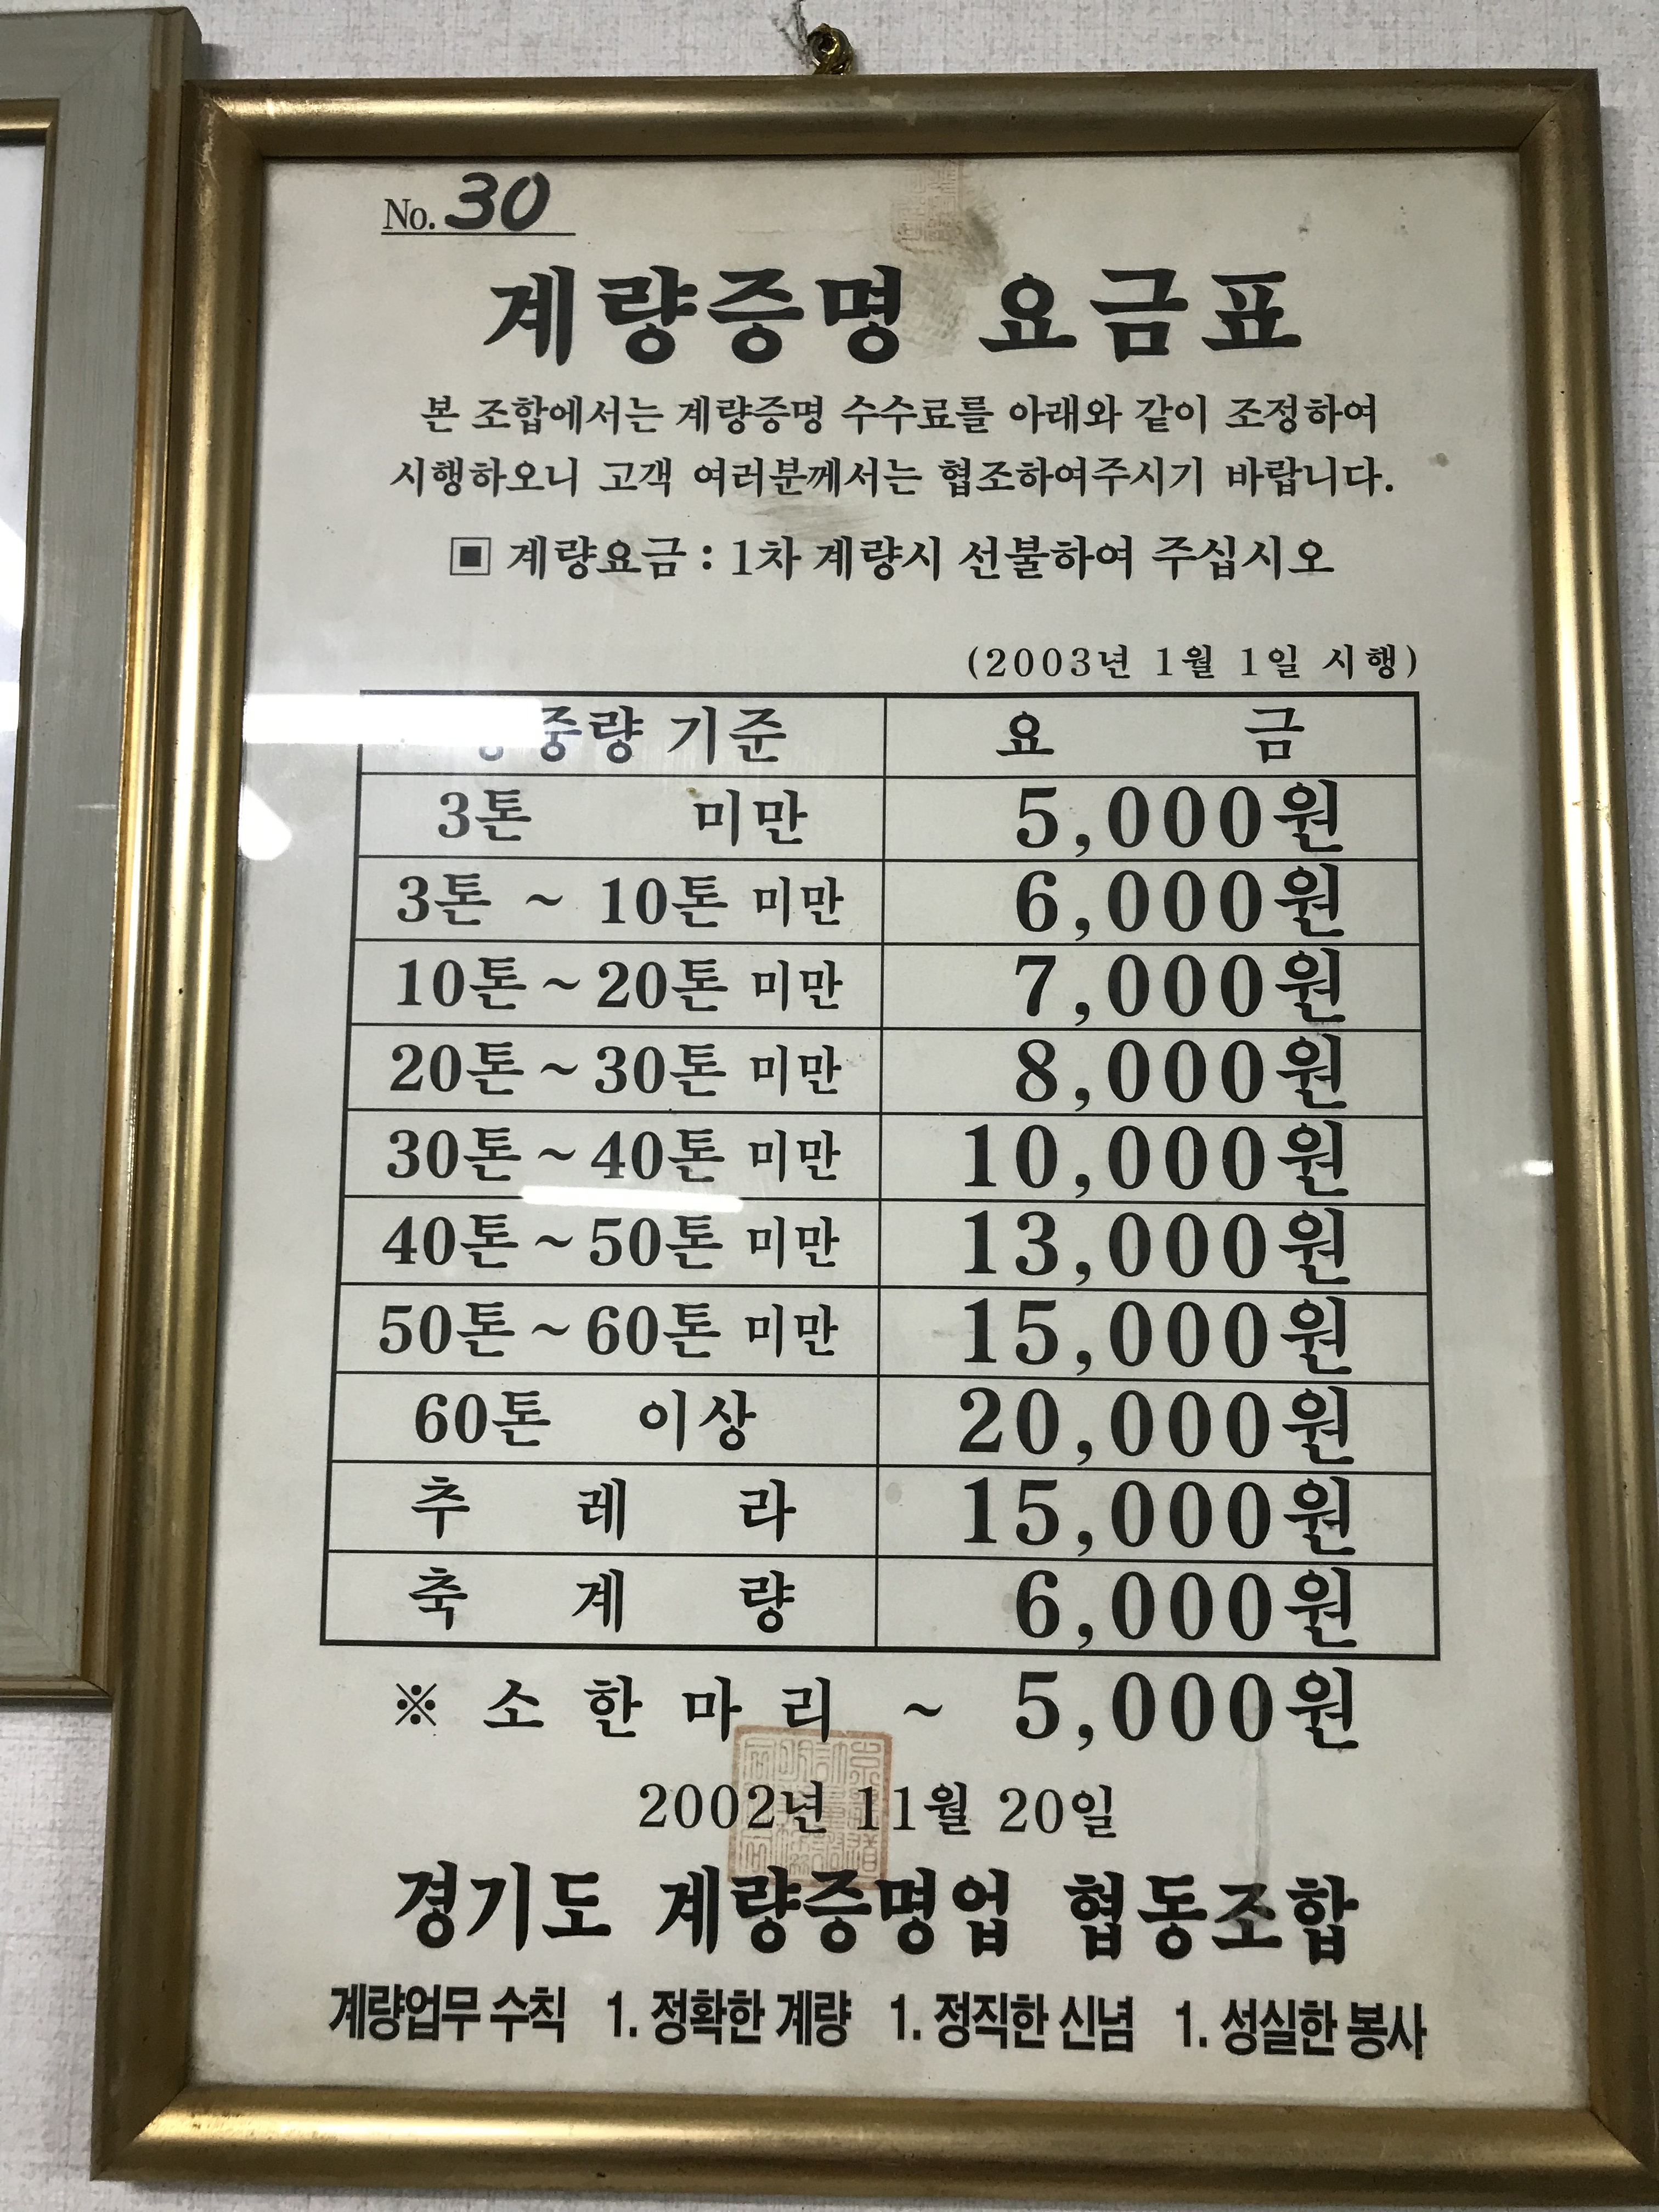 No. 30
계량증명 요금표
본 조합에서는 계량증명 수수료를 아래와 같이 조정하여
시행하오니 고객 여러분께서는 협조하여주시기 바랍니다.
▣ 계량요금 : 1차 계량시 선불하여 주십시오
(2003년 1월 1일 시행)
기준 요 금
3톤 미만 5,000원
3톤 ~ 10톤 미만 6,000원
10톤 ~ 20톤 미만 7,000원
20톤 ~ 30톤 미만 8,000원
30톤 ~ 40톤 미만 10,000원
40톤 ~ 50톤 미만 13,000원
50톤 ~ 60톤 미만 15,000원
60톤 이상 20,000원
추 레 라 15,000원
축 계 량 6,000원
※ 소 한 마 리 ~ 5,000원
2002년 11월 20일
경기도 계량증명업 협동조합
계량업무 수칙 1. 정확한 계량 1. 정직한 신념 1. 성실한 봉사